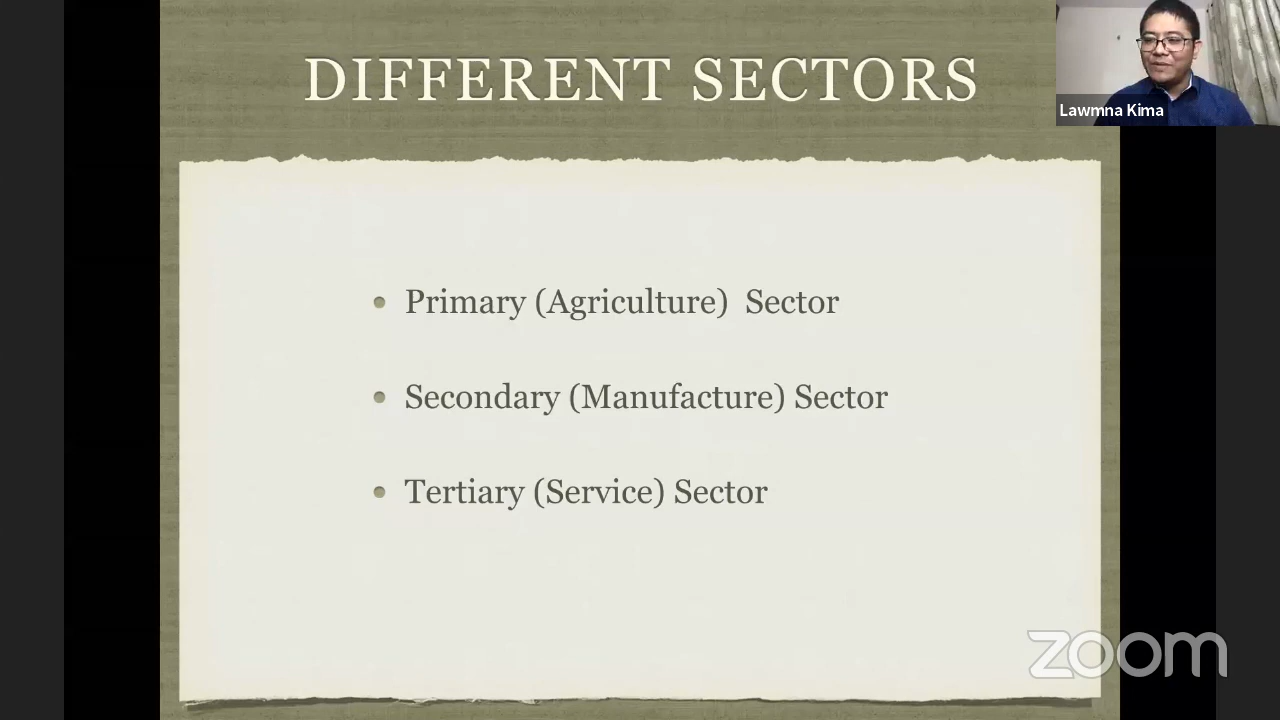 DIFFERENT SECTORS
Lawmna Kima
Primary (Agriculture) Sector
Secondary (Manufacture) Sector
Tertiary (Service) Sector
zoom